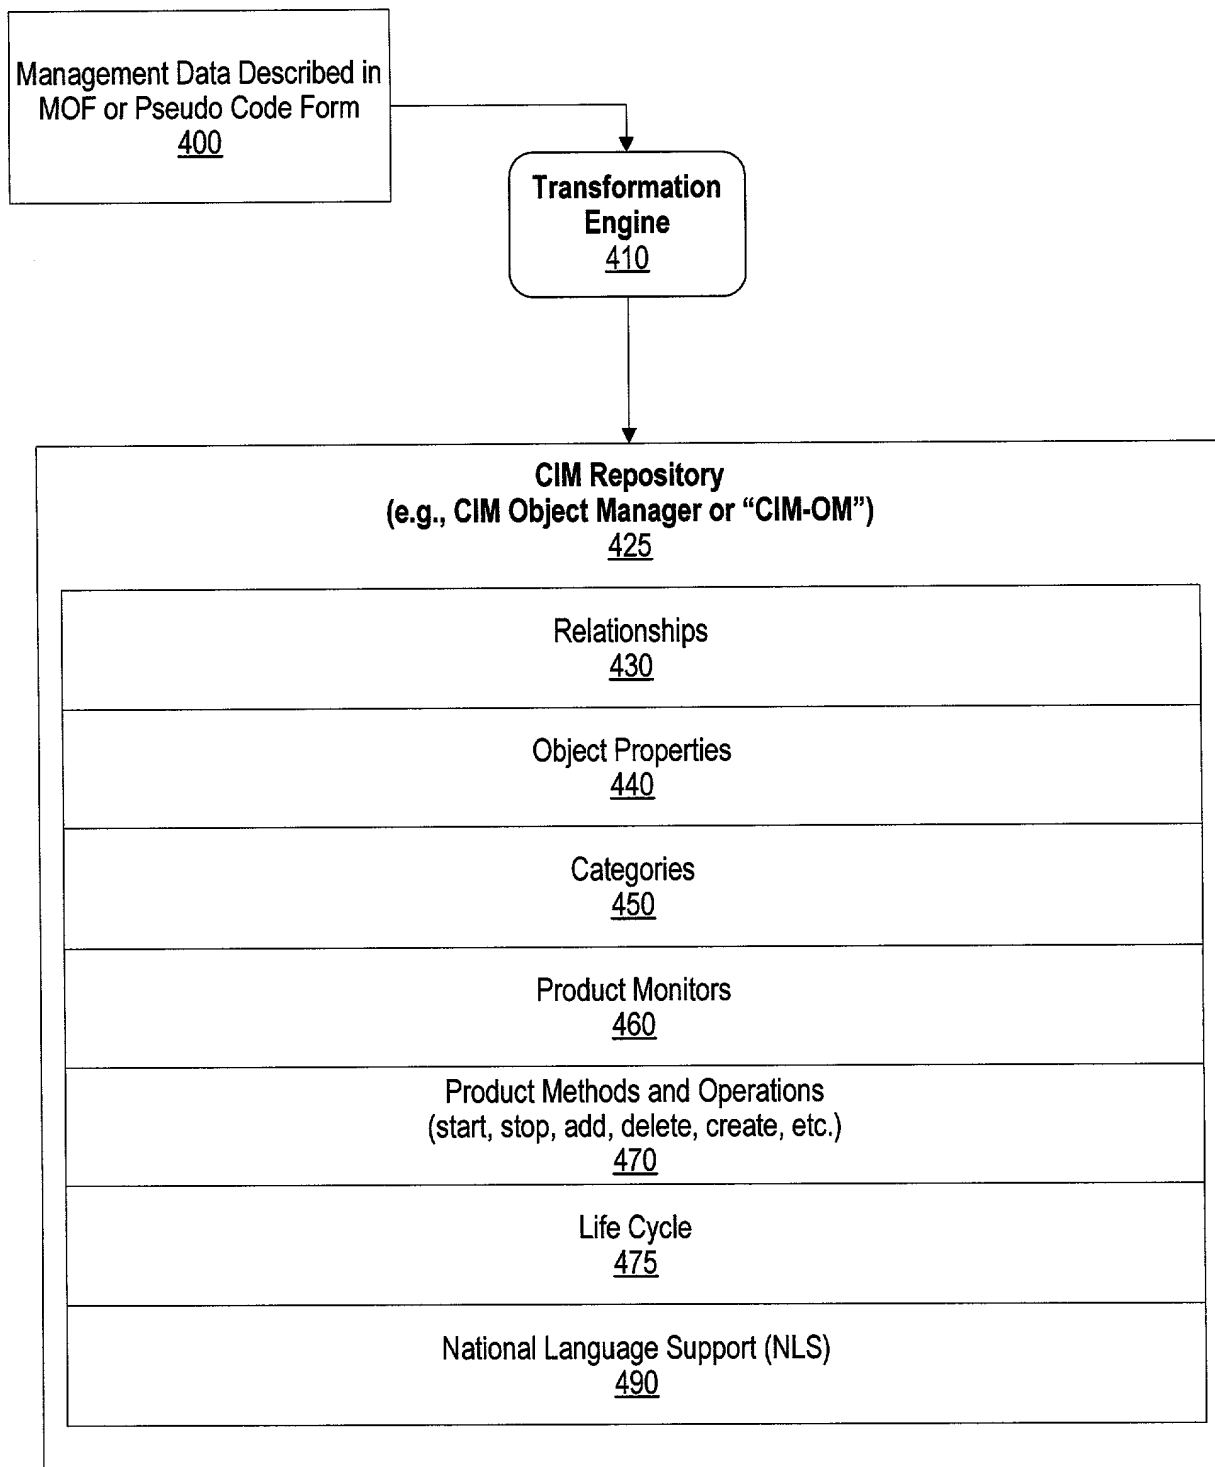 Management Data Described in
MOF or Pseudo Code Form
400
Transformation
Engine
410
CIM Repository
(e.g., CIM Object Manager or “CIM-OM”)
425
Relationships
430
Object Properties
440
Categories
450
Product Monitors
460
Product Methods and Operations
(start, stop, add, delete, create, etc.)
470
Life Cycle
475
National Language Support (NLS)
490